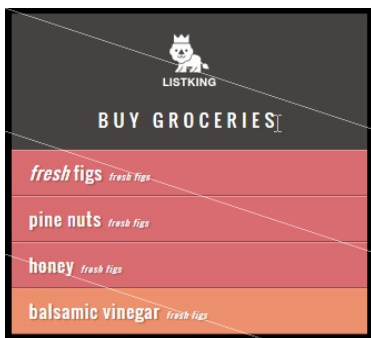 LISTKING
BUY GROCERIES
fresh figs fresh figs
pine nuts fresh figs
honey fresh figs
balsamic vinegar fresh figs